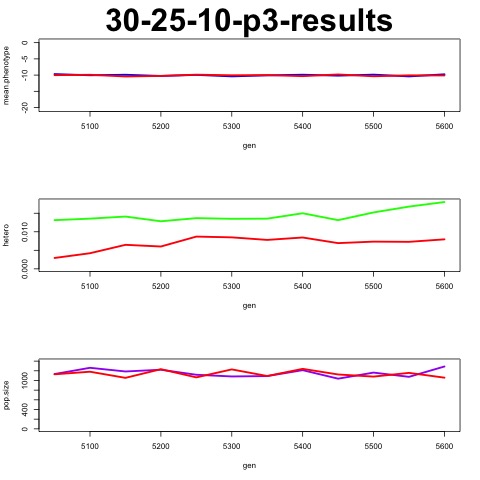 30-25-10-p3-results
mean.phenotype
0
-5
-10
-20
5100 5200 5300 5400 5500 5600
gen
hetero
0.010
0.000
5100 5200 5300 5400 5500 5600
gen
pop.size
1000
400
0
5100 5200 5300 5400 5500 5600
gen